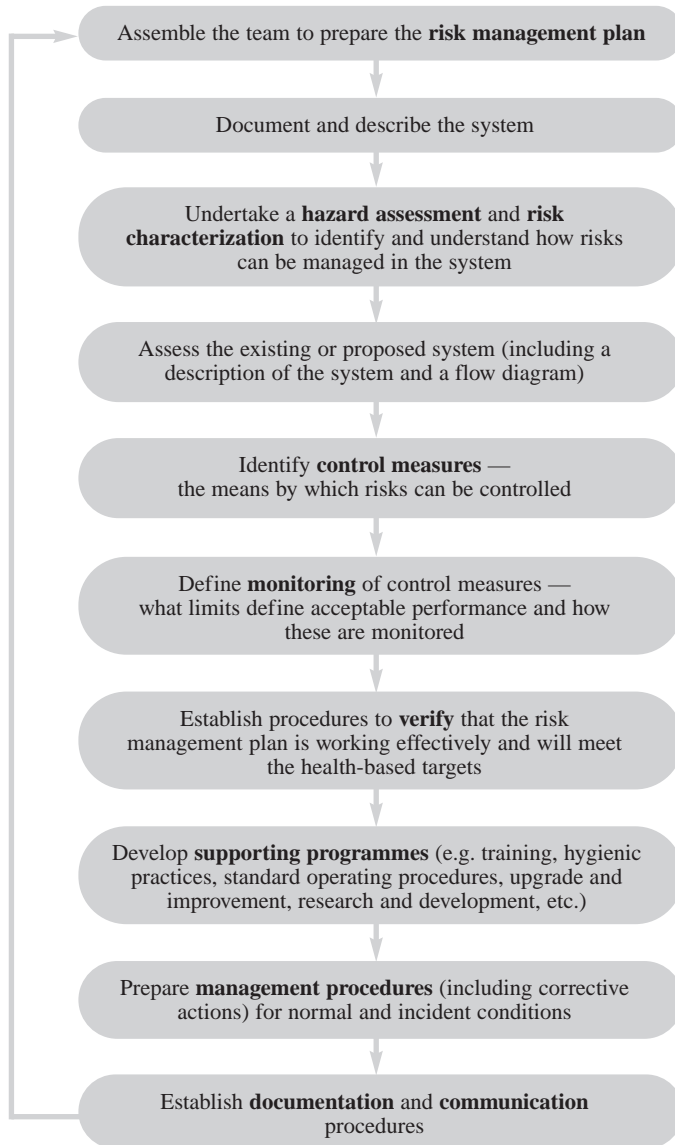 Assemble the team to prepare the risk management plan
Document and describe the system
Undertake a hazard assessment and risk
characterization to identify and understand how risks
can be managed in the system
Assess the existing or proposed system (including a
description of the system and a flow diagram)
Identify control measures —
the means by which risks can be controlled
Define monitoring of control measures —
what limits define acceptable performance and how
these are monitored
Establish procedures to verify that the risk
management plan is working effectively and will meet
the health-based targets
Develop supporting programmes (e.g. training, hygienic
practices, standard operating procedures, upgrade and
improvement, research and development, etc.)
Prepare management procedures (including corrective
actions) for normal and incident conditions
Establish documentation and communication
procedures